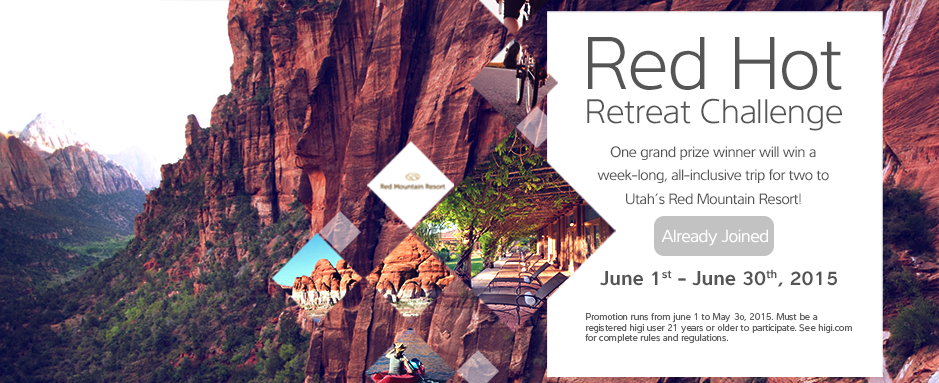 Red Hot
Retreat Challenge
One grand prize winner will win a
week-long, all-inclusive trip for two to
Utah´s Red Mountain Resort!
Already Joined
June 1st - June 30th, 2015
Promotion runs from june 1 to May 3o, 2015. Must be a
registered higi user 21 years or older to participate. See higi.com
for complete rules and regulations.
Red Mountain Resort